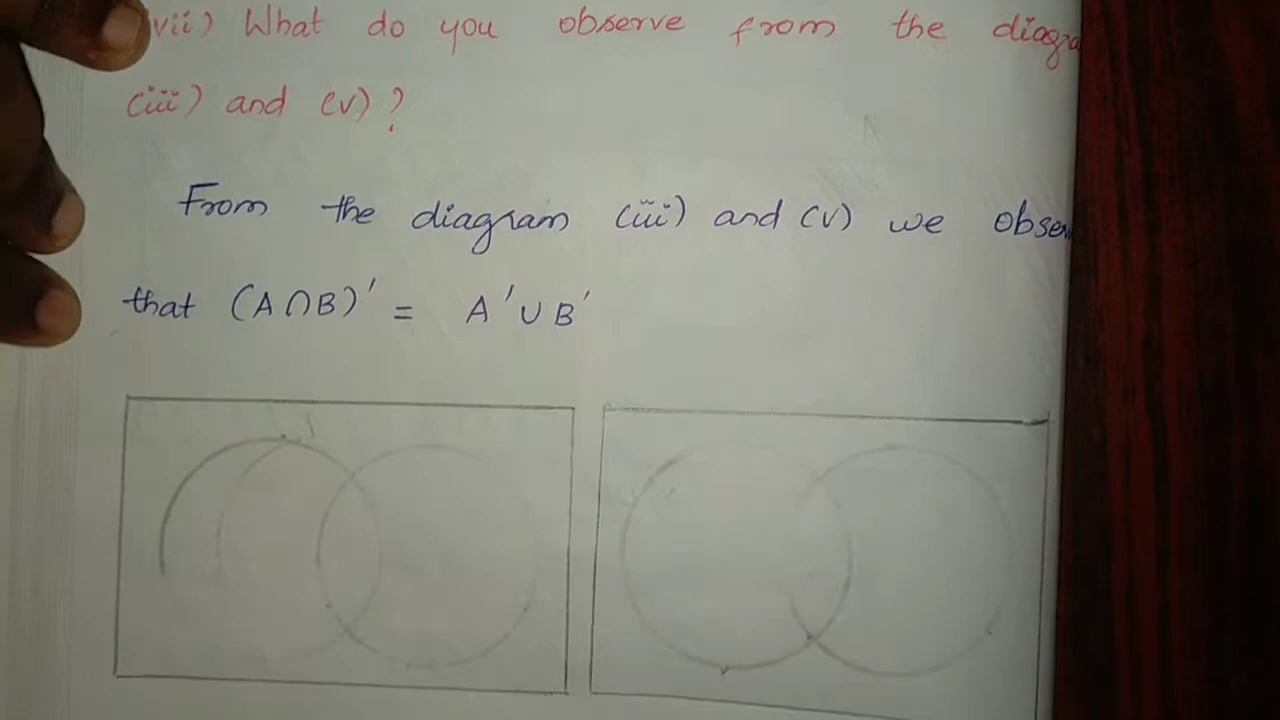 vii) What do you observe from the
(iii) and (v) ?
From the diagram (iii) and (v) we
that (A∩B)' = A'∪B'